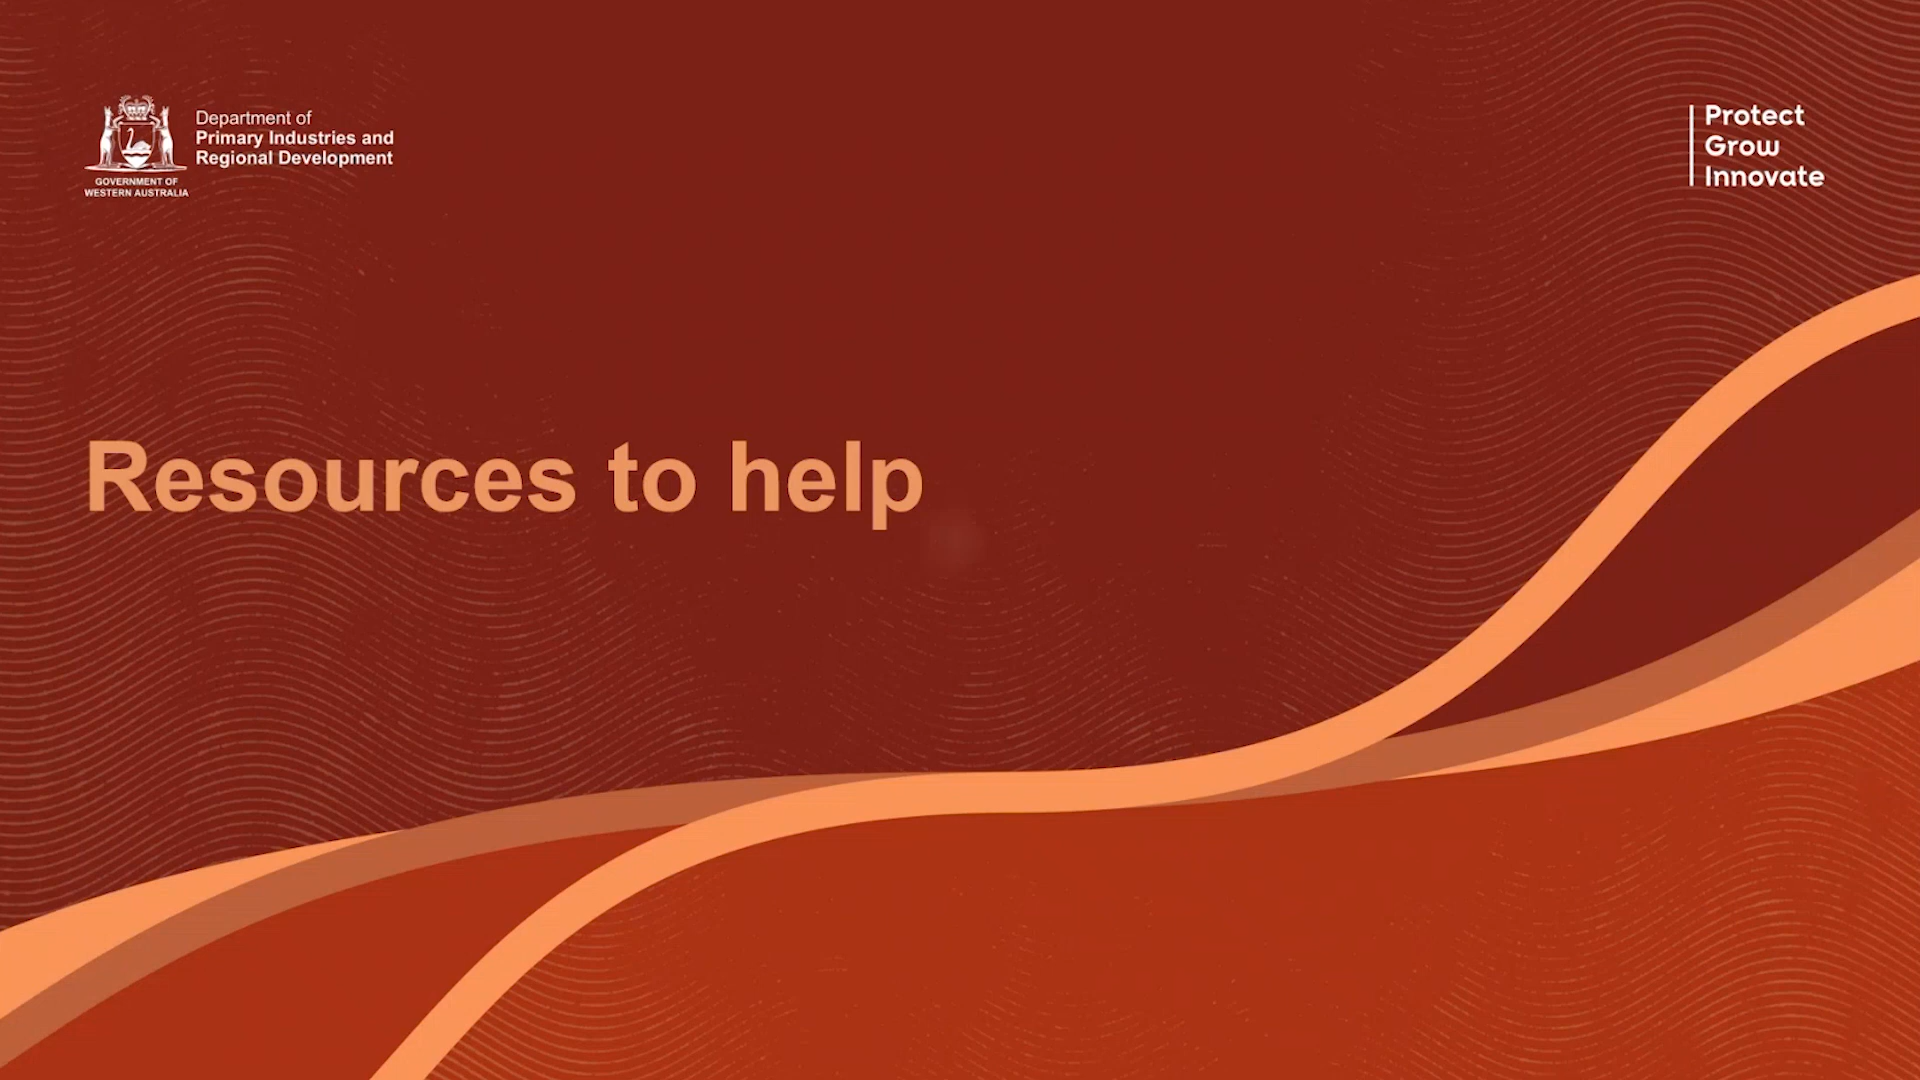 Department of
Primary Industries and
Regional Development
GOVERNMENT OF
WESTERN AUSTRALIA
Protect
Grow
Innovate
Resources to help